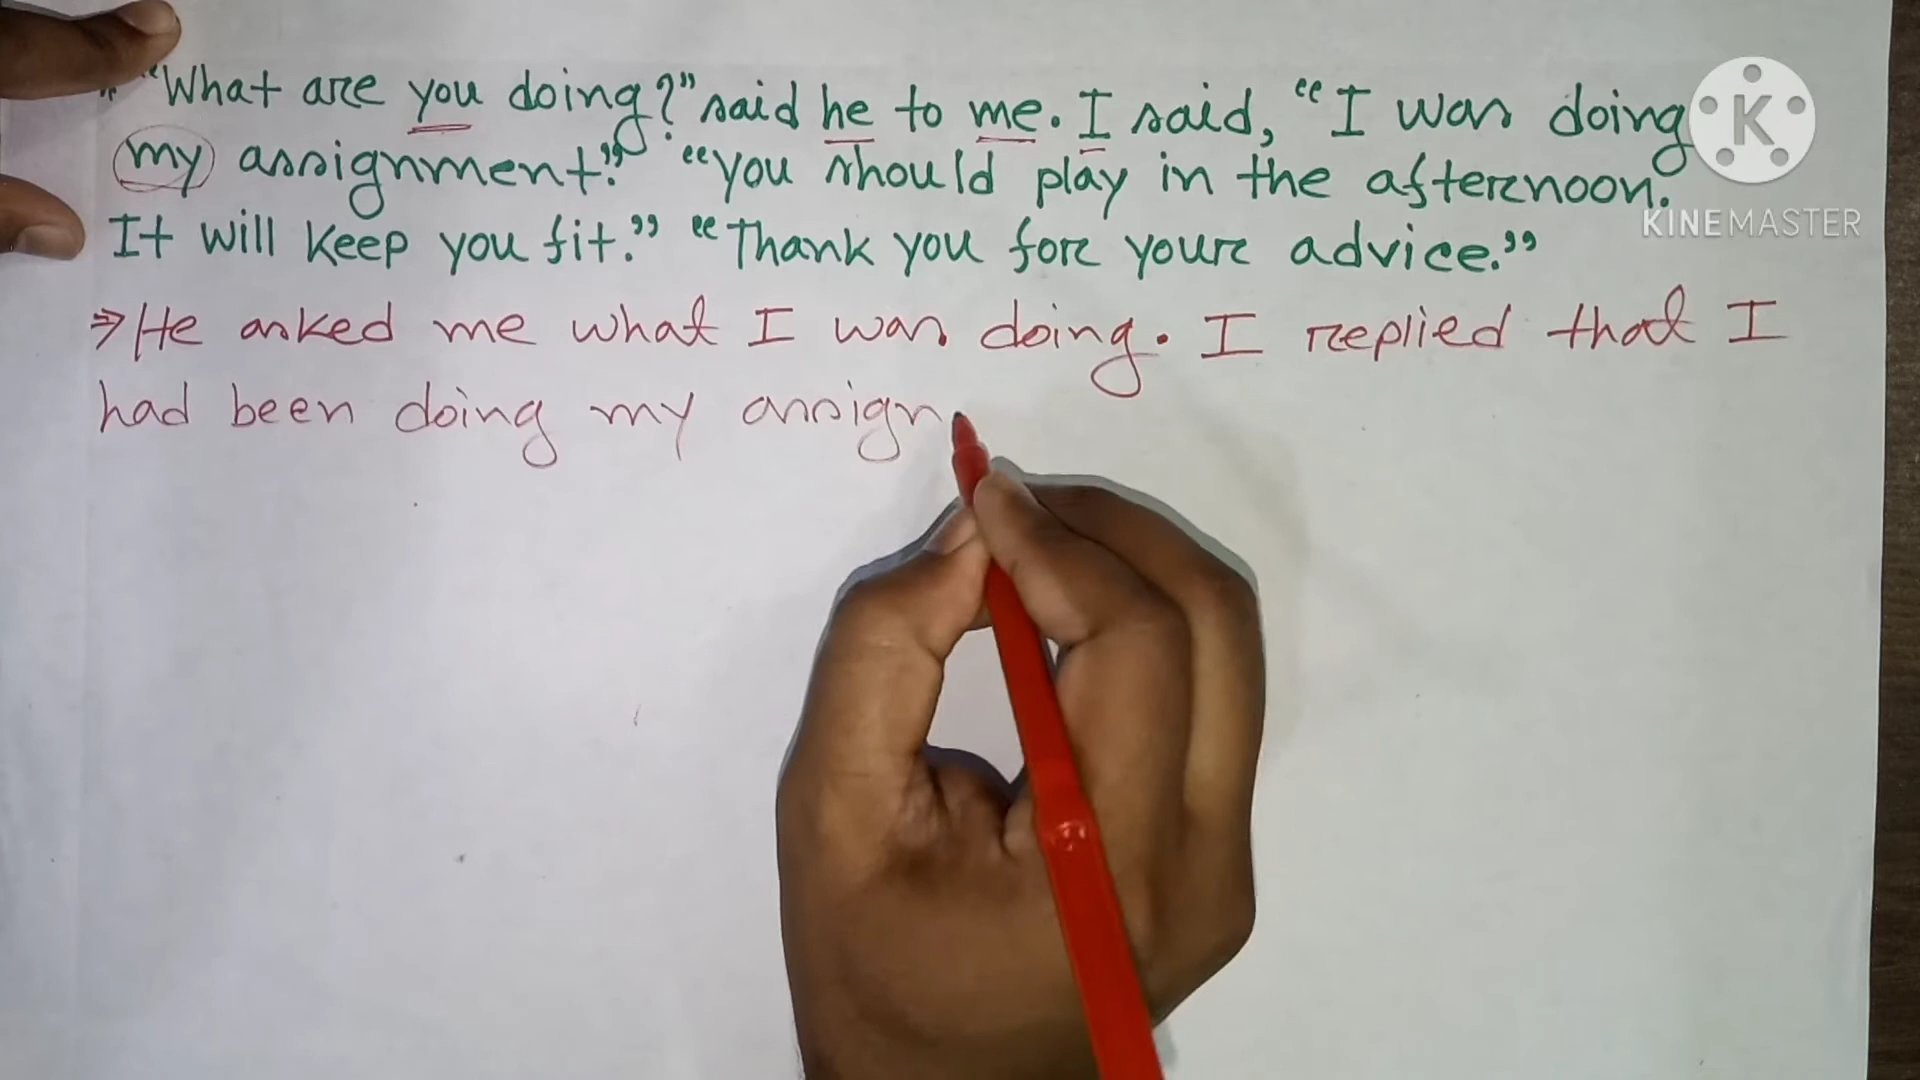 "What are you doing?" said he to me. I said, "I was doing
my assignment." "you should play in the afternoon.
It will keep you fit." "Thank you for your advice."
⇒ He asked me what I was doing. I replied that I
had been doing my assign
K
KINEMASTER